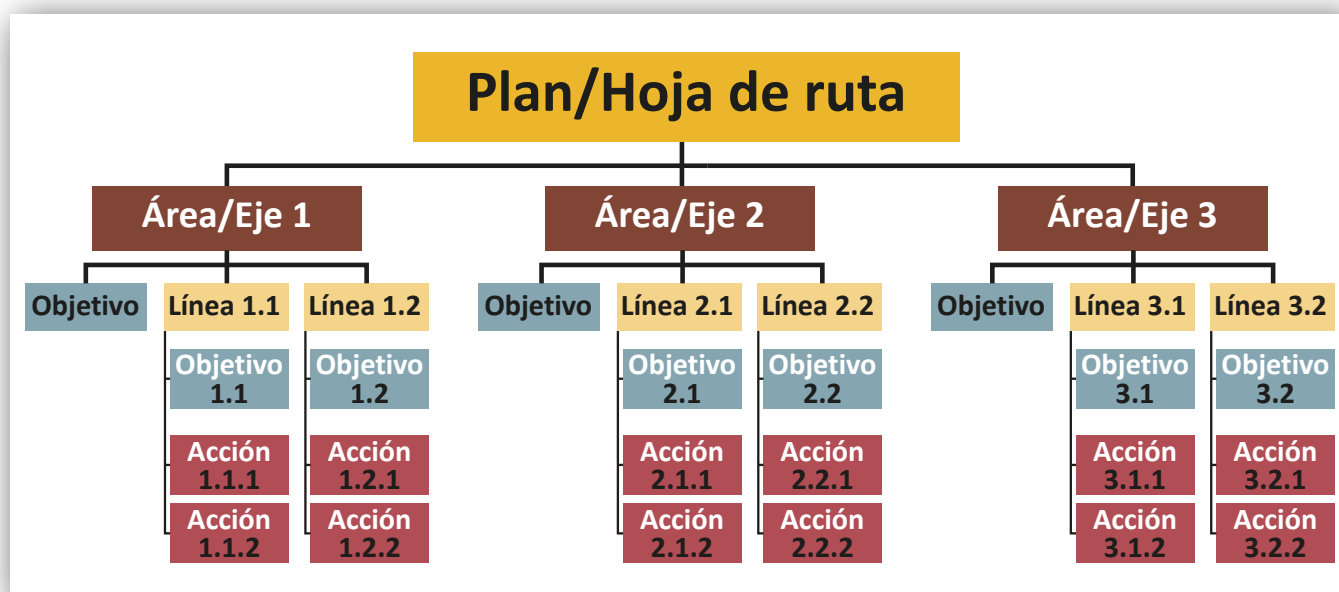 Plan/Hoja de ruta
Área/Eje 1
Área/Eje 2
Área/Eje 3
Objetivo
Línea 1.1
Línea 1.2
Objetivo
Línea 2.1
Línea 2.2
Objetivo
Línea 3.1
Línea 3.2
Objetivo
1.1
Objetivo
1.2
Objetivo
2.1
Objetivo
2.2
Objetivo
3.1
Objetivo
3.2
Acción
1.1.1
Acción
1.2.1
Acción
2.1.1
Acción
2.2.1
Acción
3.1.1
Acción
3.2.1
Acción
1.1.2
Acción
1.2.2
Acción
2.1.2
Acción
2.2.2
Acción
3.1.2
Acción
3.2.2